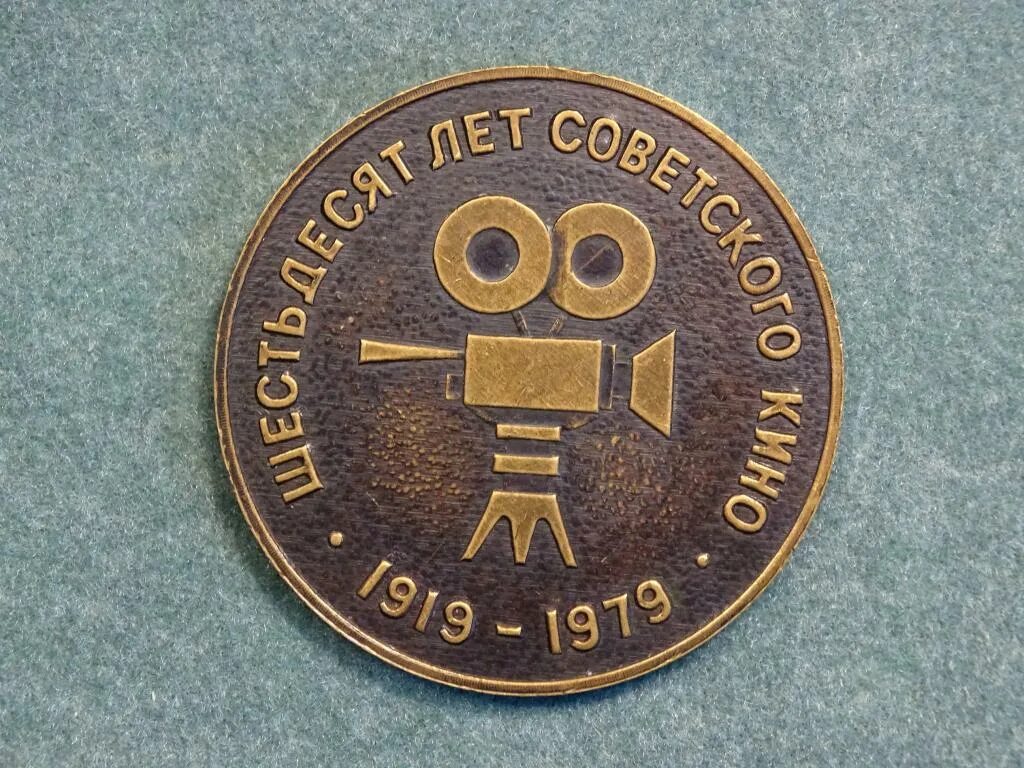 ШЕСТЬДЕСЯТ ЛЕТ СОВЕТСКОГО КИНО
· 1919 - 1979 ·